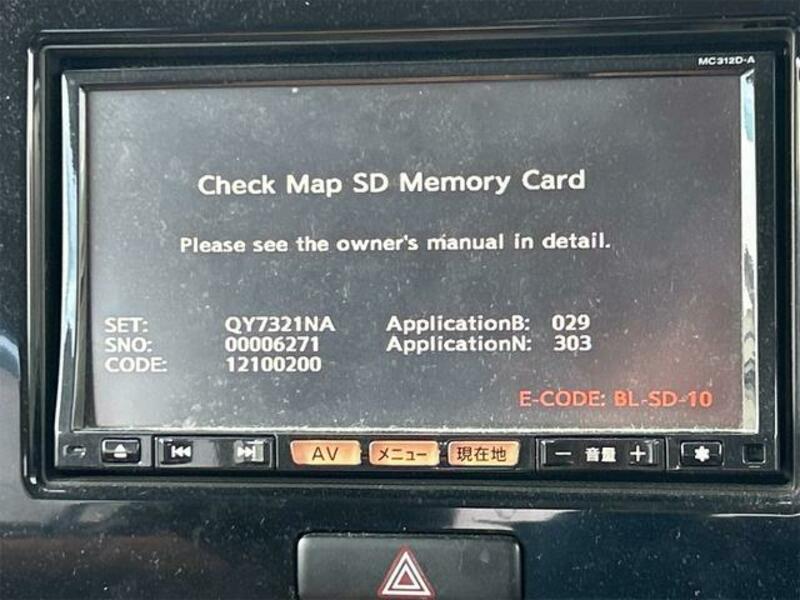 MC312D-A
Check Map SD Memory Card
Please see the owner's manual in detail.
SET: QY7321NA ApplicationB: 029
SNO: 00006271 ApplicationN: 303
CODE: 12100200
E-CODE: BL-SD-10
AV メニュー 現在地 − 音量 +